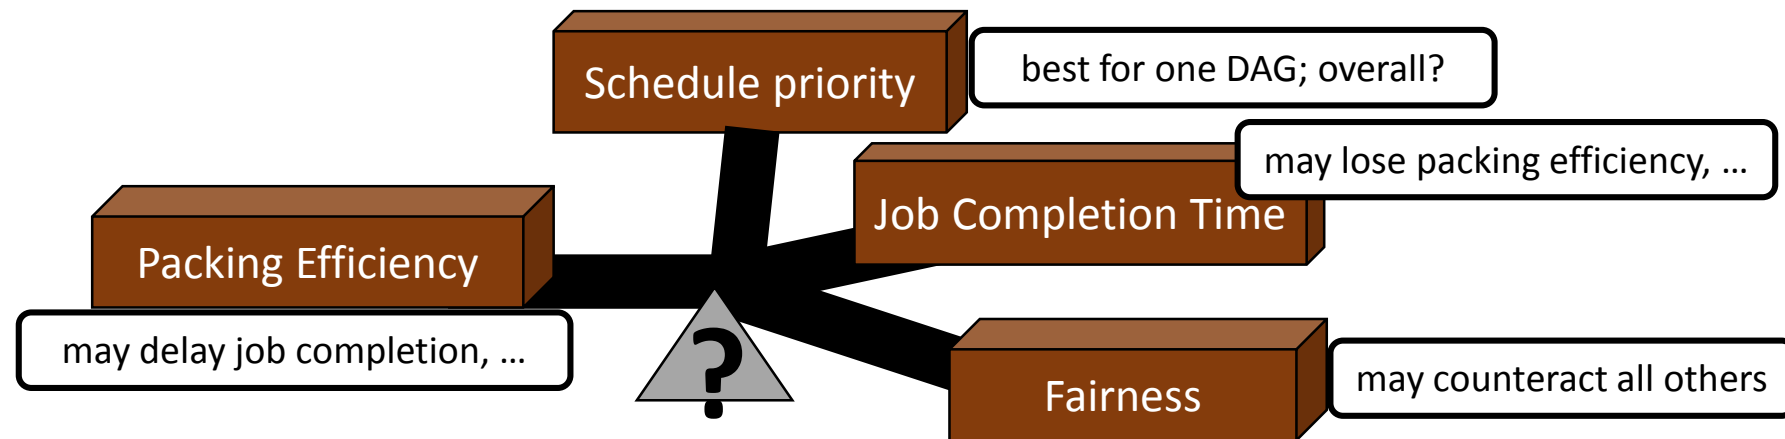 Schedule priority
best for one DAG; overall?
Job Completion Time
may lose packing efficiency, …
Packing Efficiency
may delay job completion, …
?
Fairness
may counteract all others